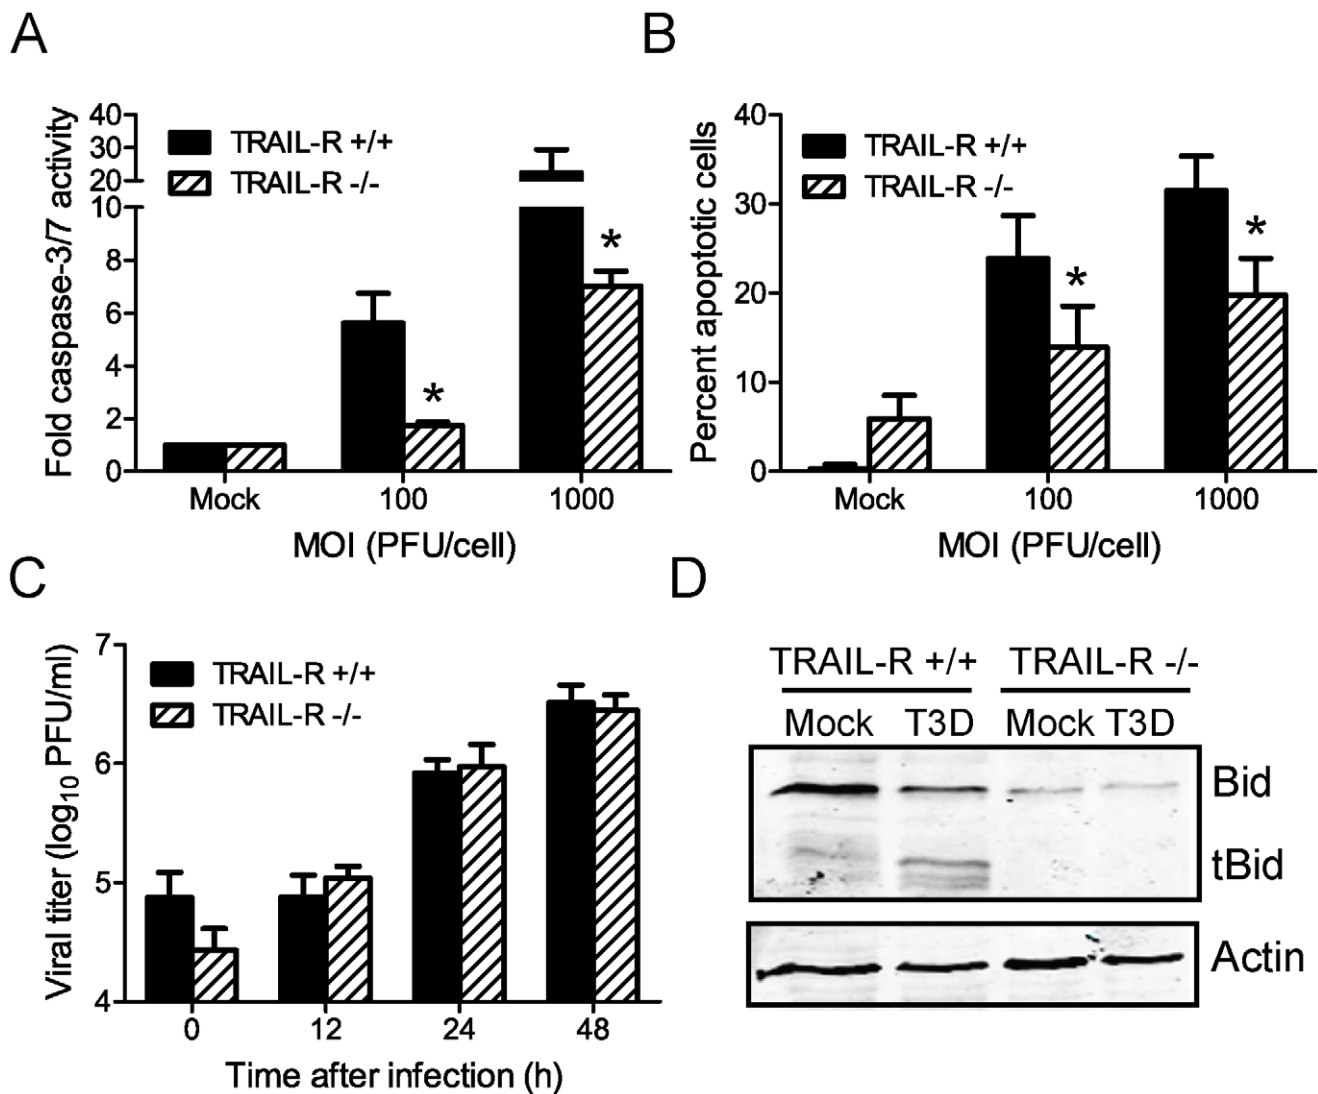 A
Fold caspase-3/7 activity
40
30
20
10
8
6
4
2
0
TRAIL-R +/+
TRAIL-R -/-
*
*
Mock
100
1000
MOI (PFU/cell)
B
Percent apoptotic cells
40
30
20
10
0
TRAIL-R +/+
TRAIL-R -/-
*
*
Mock
100
1000
MOI (PFU/cell)
C
Viral titer (log10 PFU/ml)
7
6
5
4
TRAIL-R +/+
TRAIL-R -/-
0
12
24
48
Time after infection (h)
D
TRAIL-R +/+ TRAIL-R -/-
Mock T3D Mock T3D
Bid
tBid
Actin